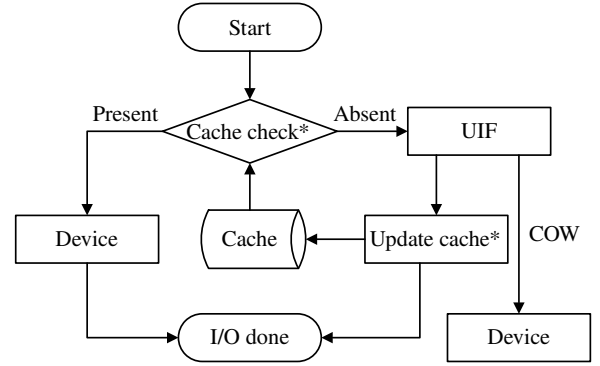 Start
Present
Absent
Cache check*
UIF
Device
Cache
Update cache*
COW
I/O done
Device